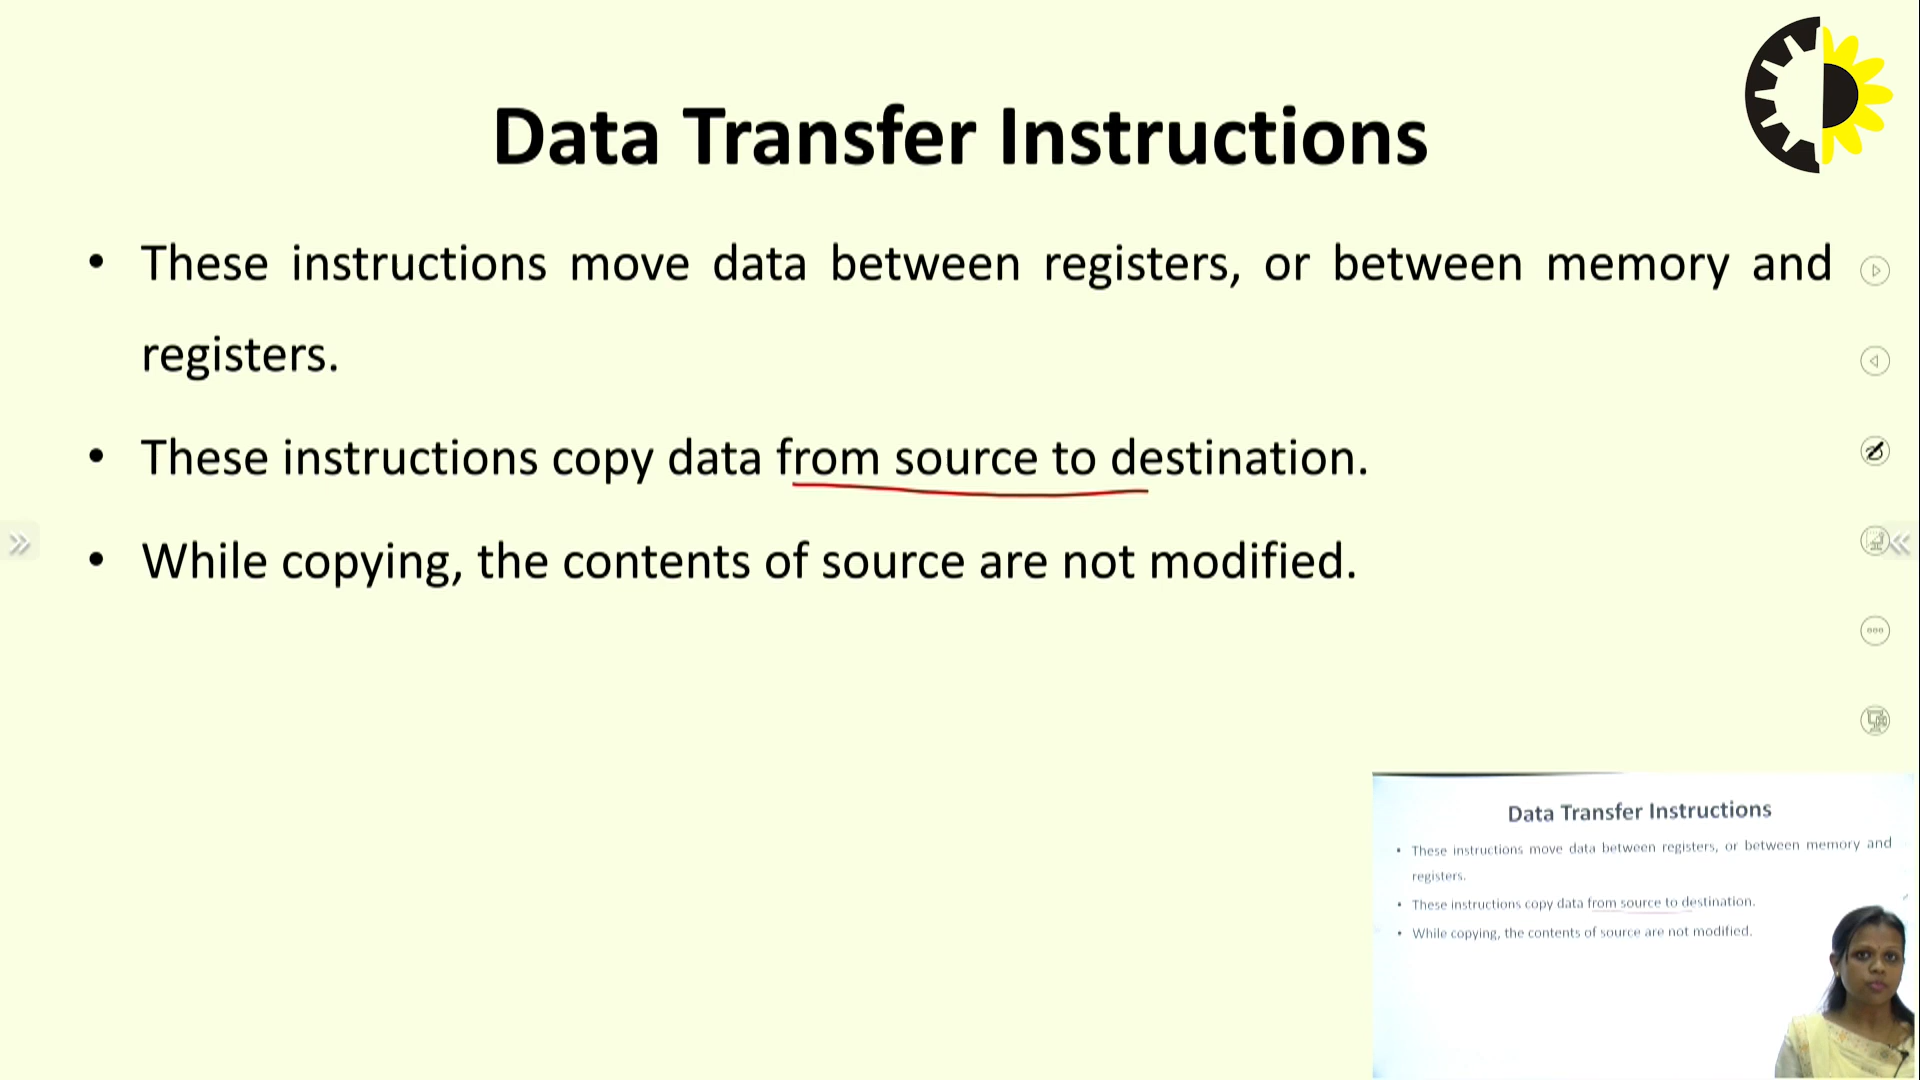 Data Transfer Instructions
• These instructions move data between registers, or between memory and
registers.
• These instructions copy data from source to destination.
• While copying, the contents of source are not modified.
Data Transfer Instructions
• These instructions move data between registers, or between memory and
registers.
• These instructions copy data from source to destination.
• While copying, the contents of source are not modified.